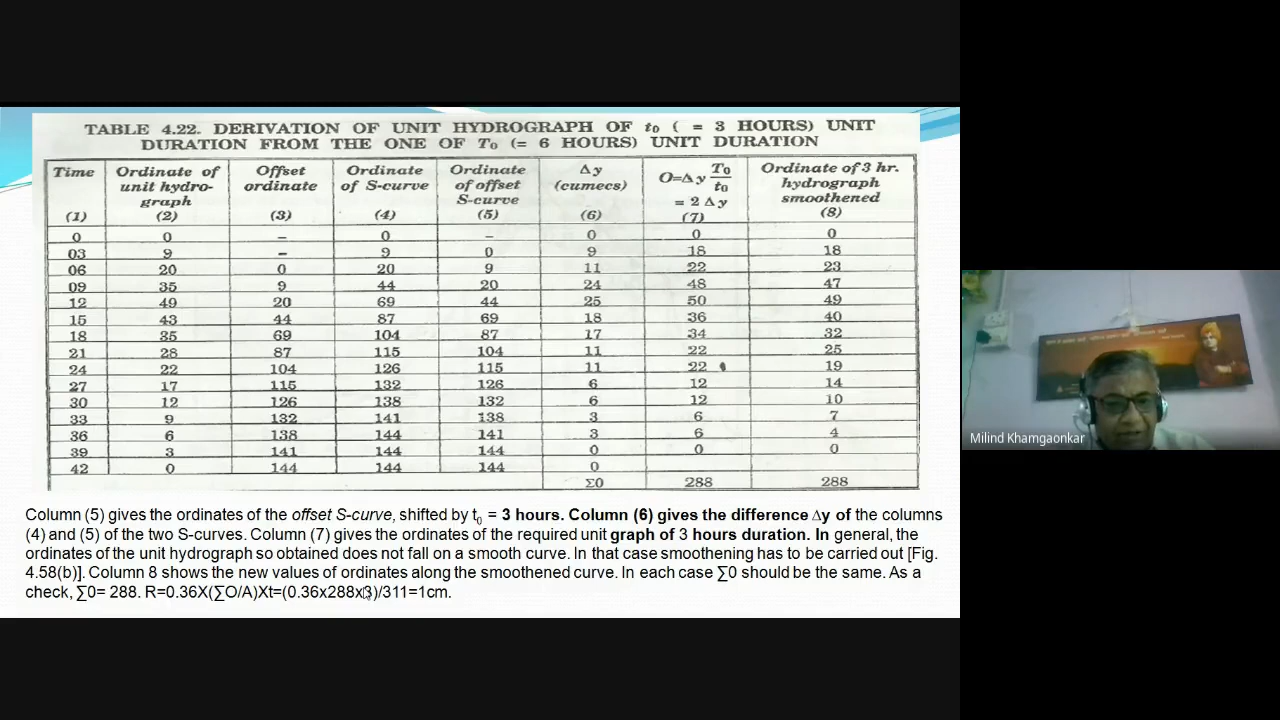 TABLE 4.22. DERIVATION OF UNIT HYDROGRAPH OF t₀ ( = 3 HOURS) UNIT
DURATION FROM THE ONE OF T₀ (= 6 HOURS) UNIT DURATION
Time (1) | Ordinate of unit hydro-graph (2) | Offset ordinate (3) | Ordinate of S-curve (4) | Ordinate of offset S-curve (5) | Δy (cumecs) (6) | O=Δy T₀/t₀ = 2 Δy (7) | Ordinate of 3 hr. hydrograph smoothened (8)
0 | 0 | – | 0 | – | 0 | 0 | 0
03 | 9 | – | 9 | 0 | 9 | 18 | 18
06 | 20 | 0 | 20 | 9 | 11 | 22 | 23
09 | 35 | 9 | 44 | 20 | 24 | 48 | 47
12 | 49 | 20 | 69 | 44 | 25 | 50 | 49
15 | 43 | 44 | 87 | 69 | 18 | 36 | 40
18 | 35 | 69 | 104 | 87 | 17 | 34 | 32
21 | 28 | 87 | 115 | 104 | 11 | 22 | 25
24 | 22 | 104 | 126 | 115 | 11 | 22 | 19
27 | 17 | 115 | 132 | 126 | 6 | 12 | 14
30 | 12 | 126 | 138 | 132 | 6 | 12 | 10
33 | 9 | 132 | 141 | 138 | 3 | 6 | 7
36 | 6 | 138 | 144 | 141 | 3 | 6 | 4
39 | 3 | 141 | 144 | 144 | 0 | 0 | 0
42 | 0 | 144 | 144 | 144 | 0
Σ0 | 288 | 288
Column (5) gives the ordinates of the offset S-curve, shifted by t₀ = 3 hours. Column (6) gives the difference Δy of the columns
(4) and (5) of the two S-curves. Column (7) gives the ordinates of the required unit graph of 3 hours duration. In general, the
ordinates of the unit hydrograph so obtained does not fall on a smooth curve. In that case smoothening has to be carried out [Fig.
4.58(b)]. Column 8 shows the new values of ordinates along the smoothened curve. In each case ∑0 should be the same. As a
check, ∑0= 288. R=0.36X(∑O/A)Xt=(0.36x288x3)/311=1cm.
Milind Khamgaonkar